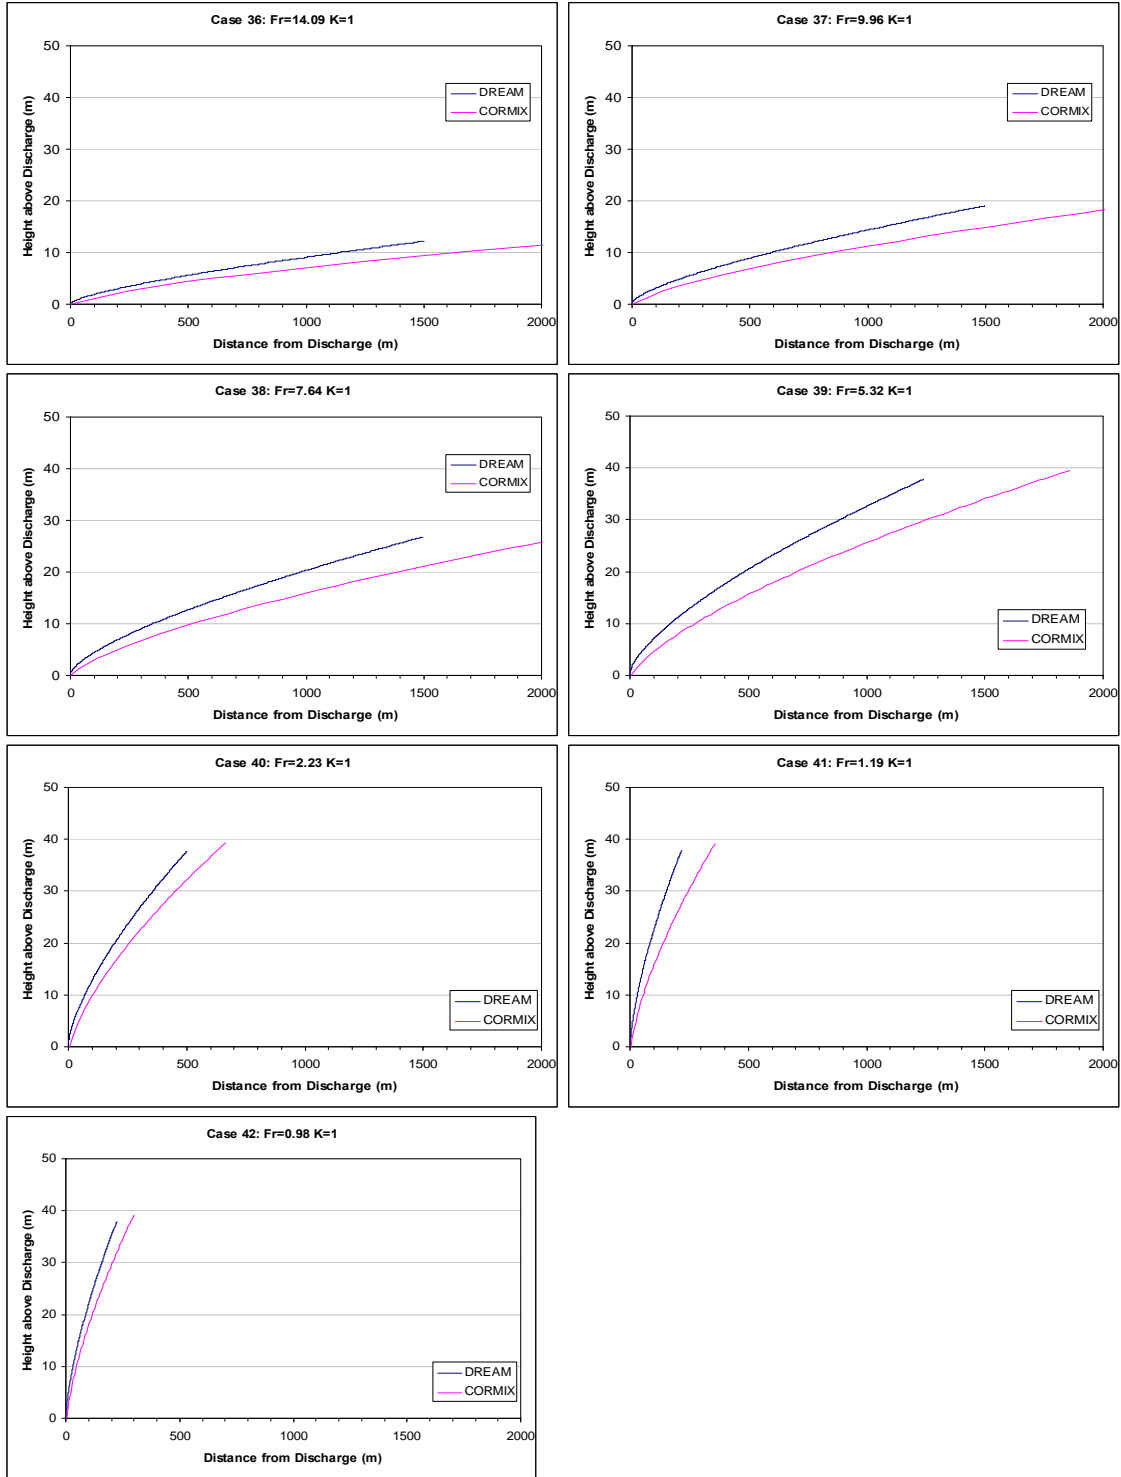 Case 36: Fr=14.09 K=1
50
40
30
20
10
0
Height above Discharge (m)
DREAM
CORMIX
0 500 1000 1500 2000
Distance from Discharge (m)
Case 37: Fr=9.96 K=1
50
40
30
20
10
0
Height above Discharge (m)
DREAM
CORMIX
0 500 1000 1500 2000
Distance from Discharge (m)
Case 38: Fr=7.64 K=1
50
40
30
20
10
0
Height above Discharge (m)
DREAM
CORMIX
0 500 1000 1500 2000
Distance from Discharge (m)
Case 39: Fr=5.32 K=1
50
40
30
20
10
0
Height above Discharge (m)
DREAM
CORMIX
0 500 1000 1500 2000
Distance from Discharge (m)
Case 40: Fr=2.23 K=1
50
40
30
20
10
0
Height above Discharge (m)
DREAM
CORMIX
0 500 1000 1500 2000
Distance from Discharge (m)
Case 41: Fr=1.19 K=1
50
40
30
20
10
0
Height above Discharge (m)
DREAM
CORMIX
0 500 1000 1500 2000
Distance from Discharge (m)
Case 42: Fr=0.98 K=1
50
40
30
20
10
0
Height above Discharge (m)
DREAM
CORMIX
0 500 1000 1500 2000
Distance from Discharge (m)